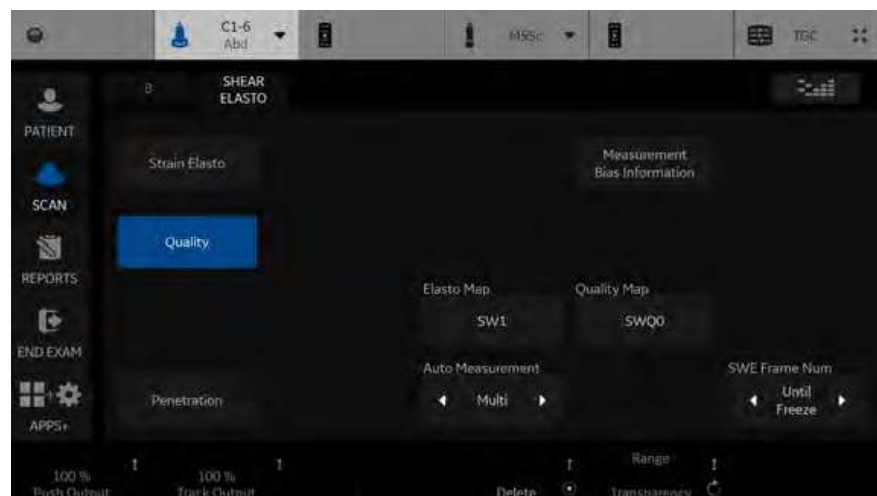 C1-6
Abd
M5Sc
TGC
PATIENT
SCAN
REPORTS
END EXAM
APPS+
B
SHEAR
ELASTO
Strain Elasto
Measurement
Bias Information
Quality
Elasto Map
Quality Map
SW1
SWQ0
Auto Measurement
SWE Frame Num
Multi
Until
Freeze
Penetration
100 %
Push Output
100 %
Track Output
Delete
Range
Transparency